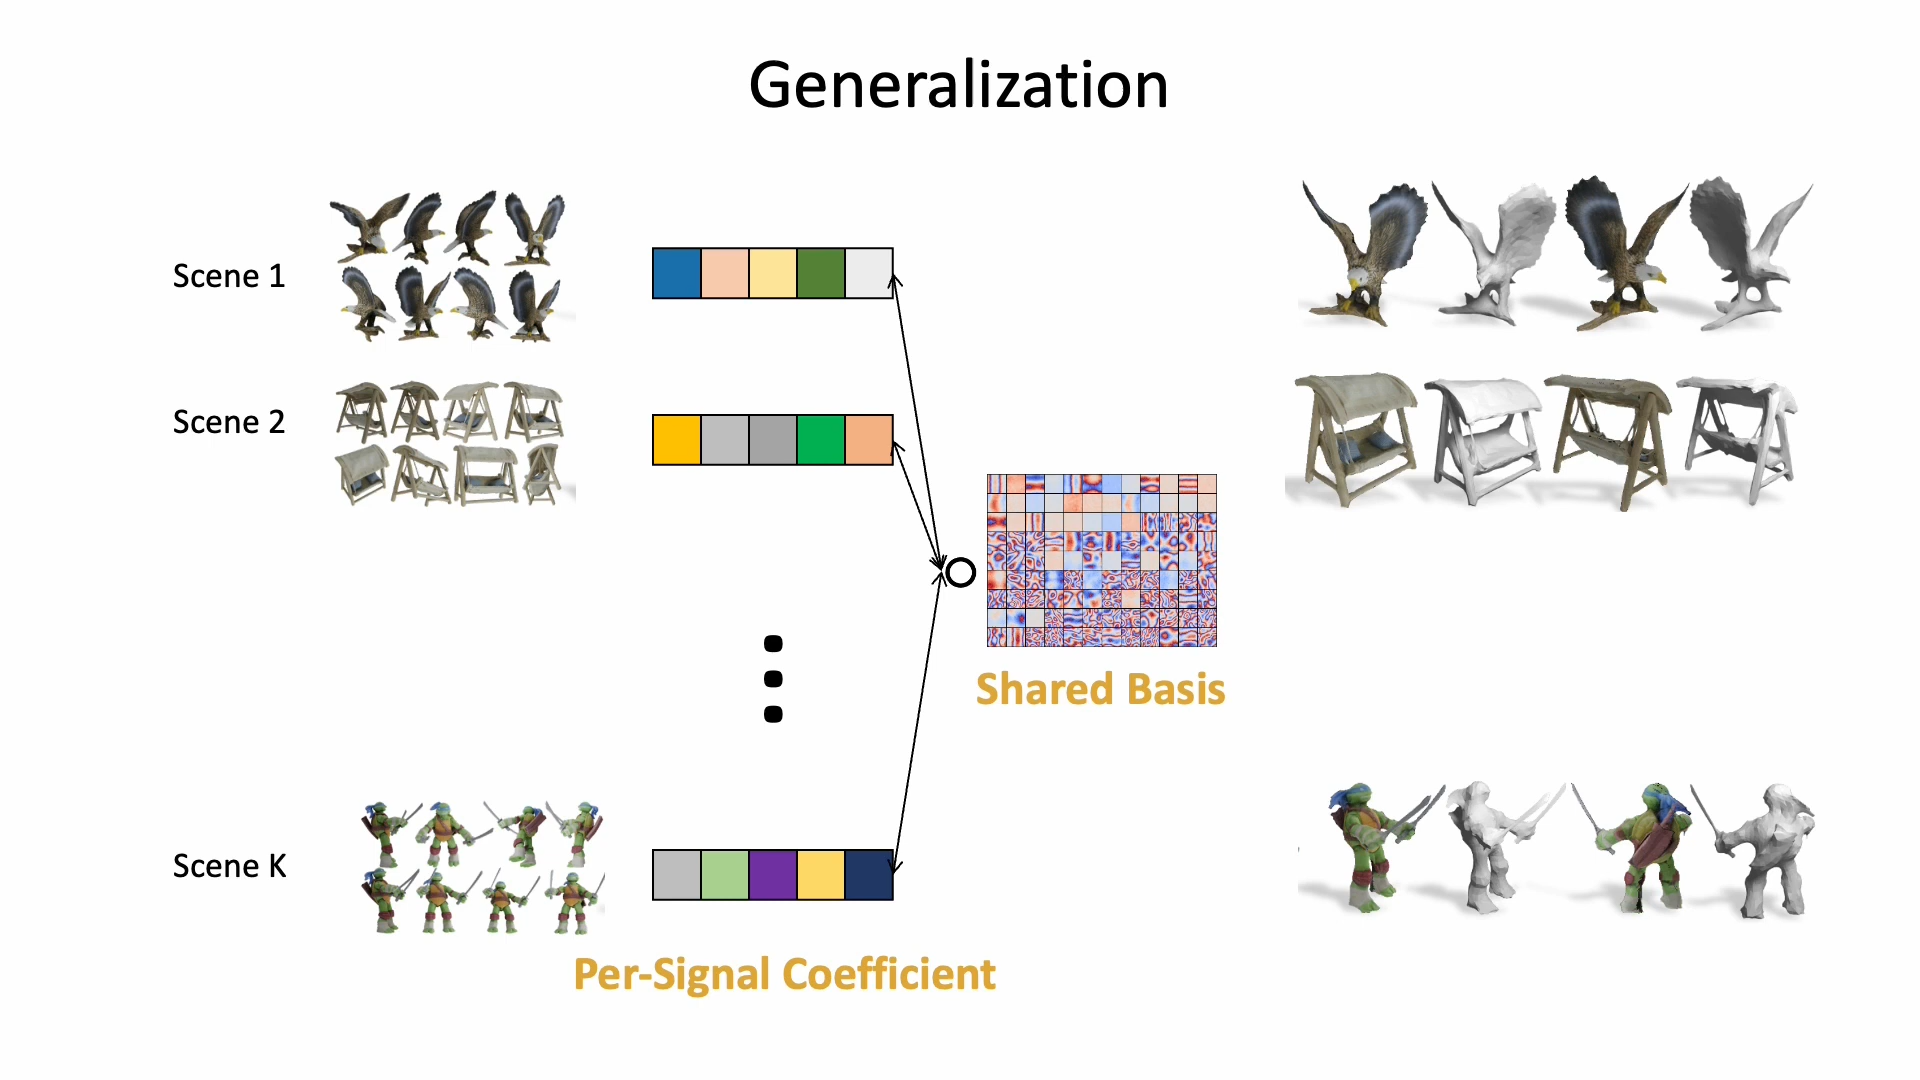 Generalization
Scene 1
Scene 2
Shared Basis
Scene K
Per-Signal Coefficient